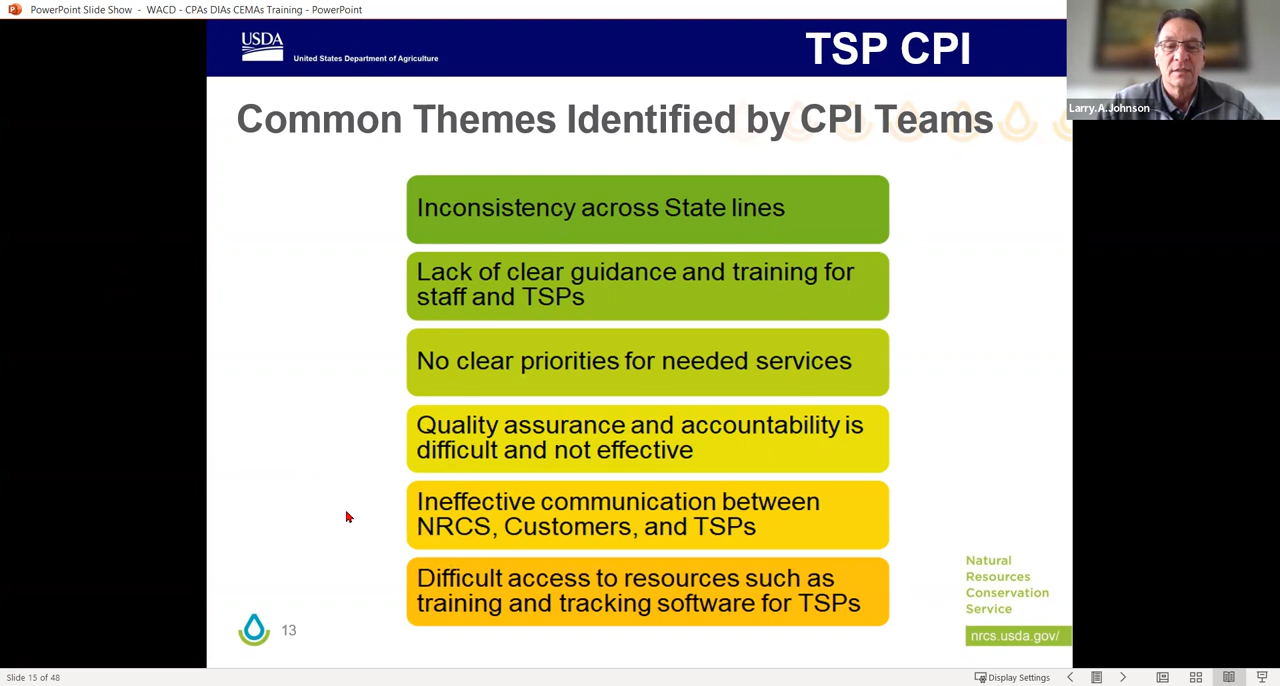 PowerPoint Slide Show - WACD - CPAs DIAs CEMAs Training - PowerPoint
USDA
United States Department of Agriculture
TSP CPI
Larry.A.Johnson
Common Themes Identified by CPI Teams
Inconsistency across State lines
Lack of clear guidance and training for
staff and TSPs
No clear priorities for needed services
Quality assurance and accountability is
difficult and not effective
Ineffective communication between
NRCS, Customers, and TSPs
Difficult access to resources such as
training and tracking software for TSPs
Natural
Resources
Conservation
Service
nrcs.usda.gov/
13
Slide 15 of 48
Display Settings